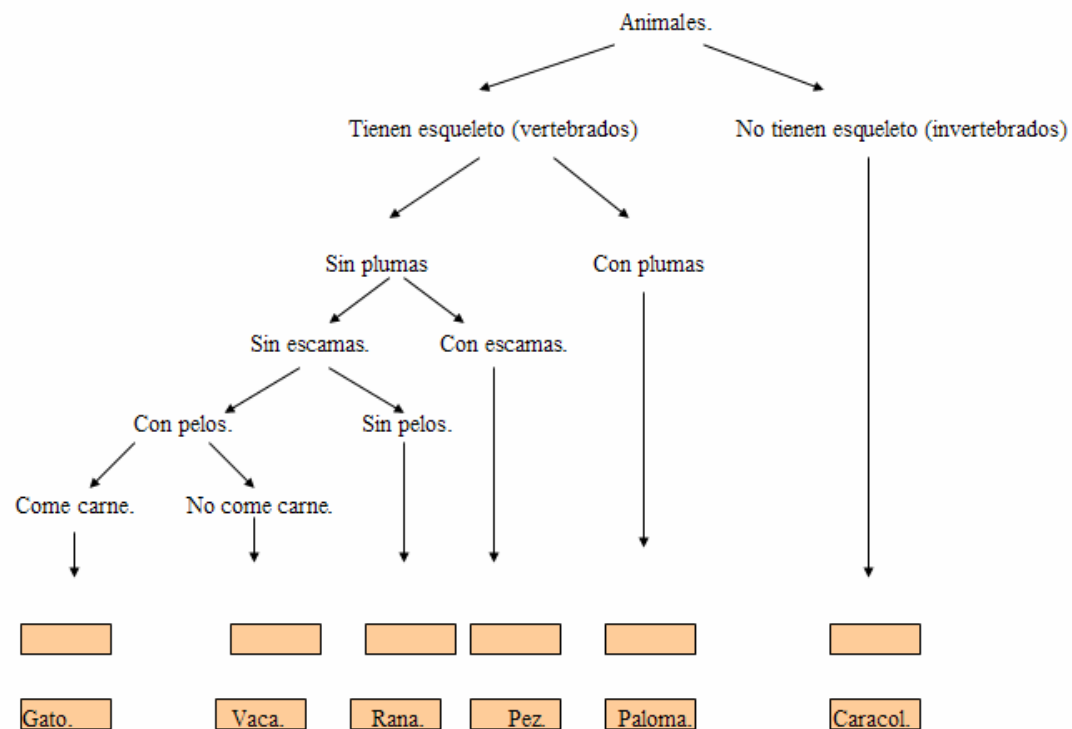 Animales.
Tienen esqueleto (vertebrados) No tienen esqueleto (invertebrados)
Sin plumas Con plumas
Sin escamas. Con escamas.
Con pelos. Sin pelos.
Come carne. No come carne.
Gato. Vaca. Rana. Pez. Paloma. Caracol.